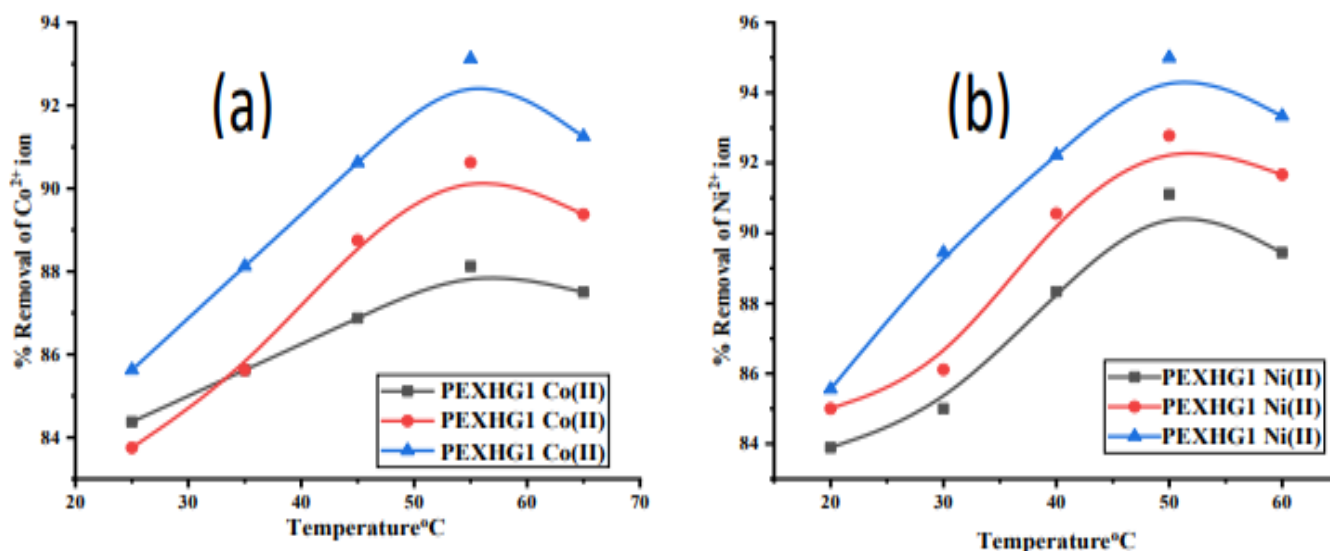 94
92
90
88
86
84
20
30
40
50
60
70
% Removal of Co2+ ion
Temperature°C
(a)
PEXHG1 Co(II)
PEXHG1 Co(II)
PEXHG1 Co(II)
96
94
92
90
88
86
84
20
30
40
50
60
% Removal of Ni2+ ion
Temperature°C
(b)
PEXHG1 Ni(II)
PEXHG1 Ni(II)
PEXHG1 Ni(II)